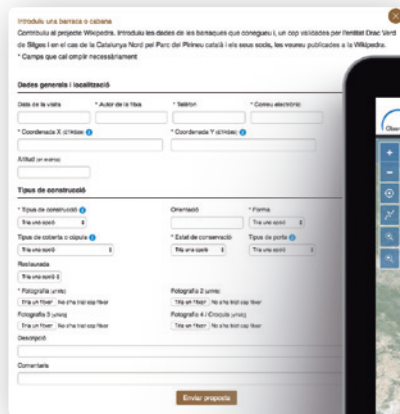 Introduïu una barraca o cabana
Contribuïu al projecte Wikipedra. Introduïu les dades de les barraques que conegueu i, un cop validades per l'entitat Drac Verd
de Sitges i en el cas de la Catalunya Nord pel Parc del Pirineu català i els seus socis, les veureu publicades a la Wikipedra.
* Camps que cal omplir necessàriament
Dades generals i localització
Data de la visita * Autor de la fitxa * Telèfon * Correu electrònic
* Coordenada X * Coordenada Y
Altitud (en metres)
Tipus de construcció
* Tipus de construcció Orientació * Forma
Tria una opció Tria una opció
Tipus de coberta o cúpula * Estat de conservació Tipus de porta
Tria una opció Tria una opció Tria una opció
Restaurada
Tria una opció
* Fotografia Fotografia 2
Tria un fitxer No s'ha triat cap fitxer Tria un fitxer No s'ha triat cap fitxer
Fotografia 3 Fotografia 4 / Croquis
Tria un fitxer No s'ha triat cap fitxer Tria un fitxer No s'ha triat cap fitxer
Descripció
Comentaris
Enviar proposta